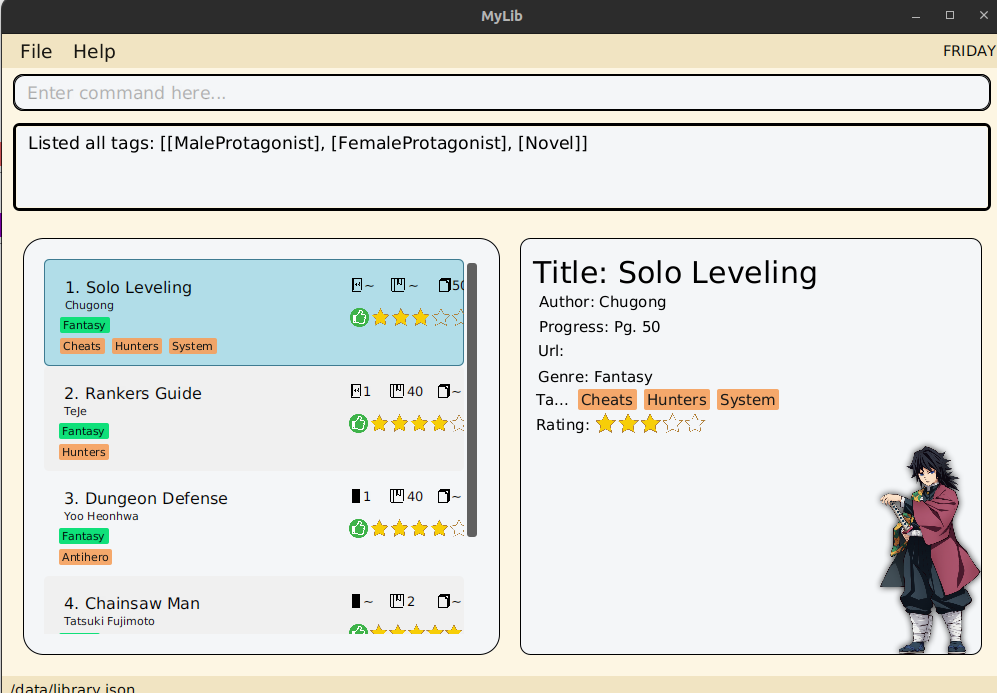 MyLib
File Help FRIDAY
Enter command here...
Listed all tags: [[MaleProtagonist], [FemaleProtagonist], [Novel]]
1. Solo Leveling
~ ~ 50
Chugong
Fantasy
Cheats Hunters System
2. Rankers Guide
1 40 ~
TeJe
Fantasy
Hunters
3. Dungeon Defense
1 40 ~
Yoo Heonhwa
Fantasy
Antihero
4. Chainsaw Man
~ 2 ~
Tatsuki Fujimoto
Title: Solo Leveling
Author: Chugong
Progress: Pg. 50
Url:
Genre: Fantasy
Ta... Cheats Hunters System
Rating:
/data/library.json